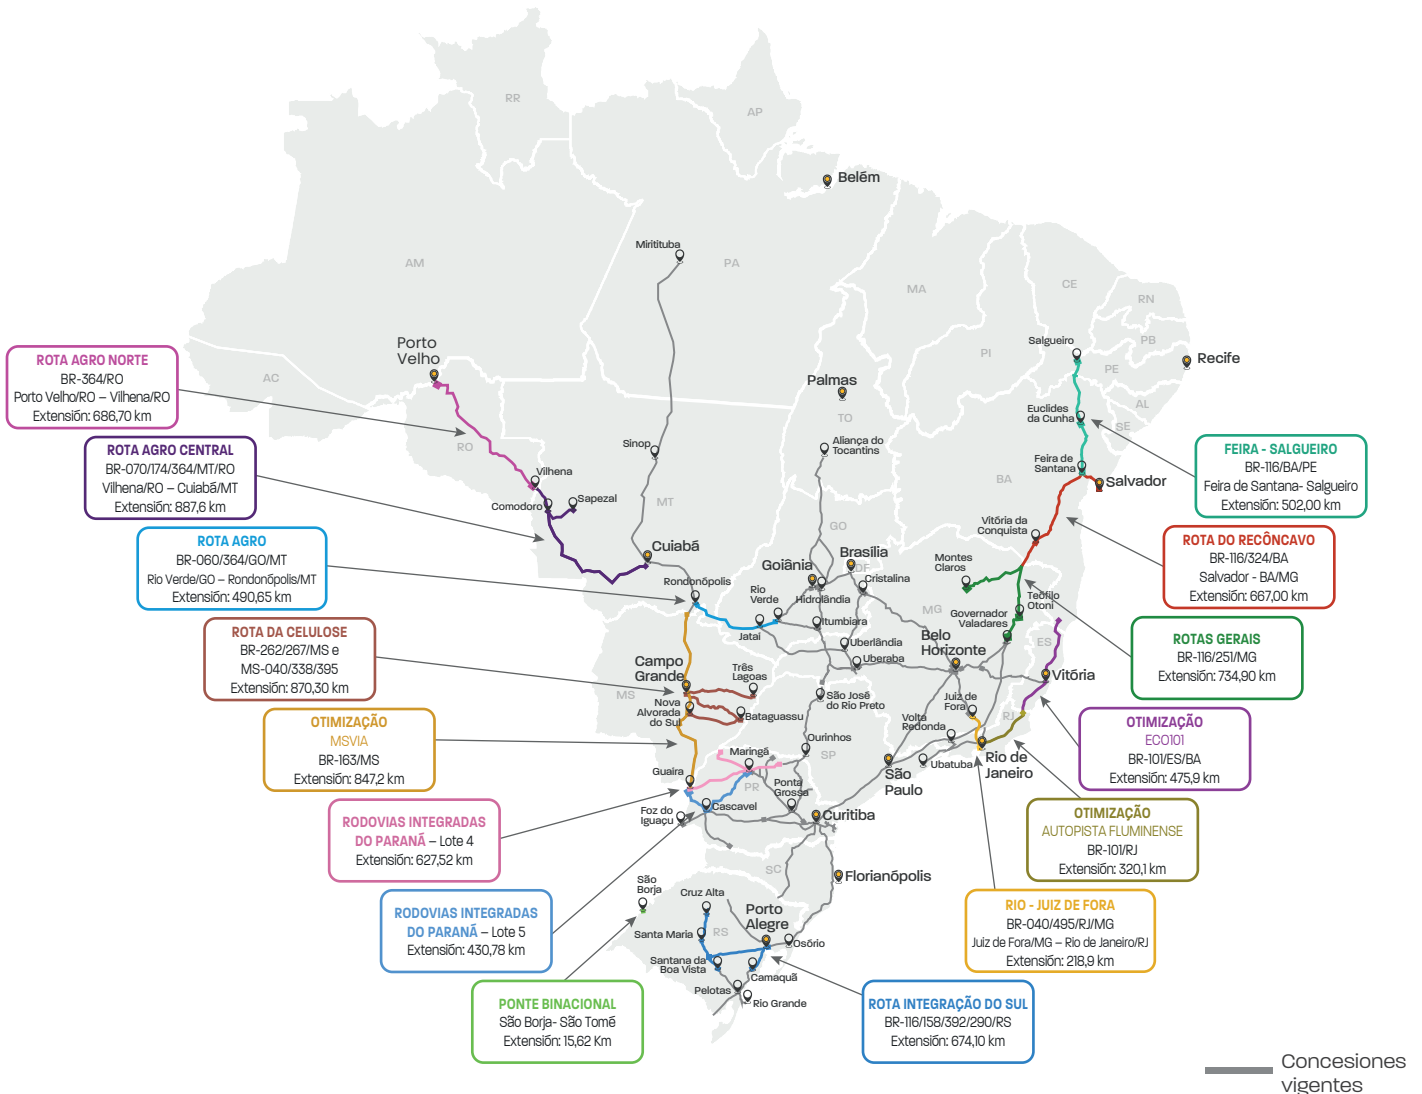 RR
AP
Belém
Miritituba
AM
PA
MA
CE
RN
PB
PI
PE
AL
SE
Salgueiro
Recife
Porto
Velho
AC
RO
Palmas
TO
Euclides
da Cunha
ROTA AGRO NORTE
BR-364/RO
Porto Velho/RO – Vilhena/RO
Extensión: 686,70 km
ROTA AGRO CENTRAL
BR-070/174/364/MT/RO
Vilhena/RO – Cuiabá/MT
Extensión: 887,6 km
Sinop
Aliança do
Tocantins
Feira de
Santana
Salvador
BA
FEIRA - SALGUEIRO
BR-116/BA/PE
Feira de Santana- Salgueiro
Extensión: 502,00 km
Vilhena
Comodoro
Sapezal
MT
GO
Vitória da
Conquista
ROTA AGRO
BR-060/364/GO/MT
Rio Verde/GO – Rondonópolis/MT
Extensión: 490,65 km
Cuiabá
Rondonópolis
Goiânia
Brasília
DF
Cristalina
Montes
Claros
ROTA DO RECÔNCAVO
BR-116/324/BA
Salvador - BA/MG
Extensión: 667,00 km
Rio
Verde
Hidrolândia
MG
Teófilo
Otoni
Governador
Valadares
Jataí
Itumbiara
Uberlândia
Uberaba
Belo
Horizonte
ES
ROTA DA CELULOSE
BR-262/267/MS e
MS-040/338/395
Extensión: 870,30 km
ROTAS GERAIS
BR-116/251/MG
Extensión: 734,90 km
Campo
Grande
MS
Três
Lagoas
Nova
Alvorada
do Sul
Bataguassu
São José
do Rio Preto
Vitória
Juiz de
Fora
RJ
Volta
Redonda
OTIMIZAÇÃO
MSVIA
BR-163/MS
Extensión: 847,2 km
OTIMIZAÇÃO
ECO101
BR-101/ES/BA
Extensión: 475,9 km
Ourinhos
SP
Maringá
Guaíra
PR
Ponta
Grossa
São
Paulo
Ubatuba
Rio de
Janeiro
Foz do
Iguaçu
Cascavel
Curitiba
RODOVIAS INTEGRADAS
DO PARANÁ – Lote 4
Extensión: 627,52 km
OTIMIZAÇÃO
AUTOPISTA FLUMINENSE
BR-101/RJ
Extensión: 320,1 km
SC
Florianópolis
São
Borja
Cruz Alta
RS
Santa Maria
Porto
Alegre
Osório
Santana da
Boa Vista
Camaquã
Pelotas
Rio Grande
RODOVIAS INTEGRADAS
DO PARANÁ – Lote 5
Extensión: 430,78 km
RIO - JUIZ DE FORA
BR-040/495/RJ/MG
Juiz de Fora/MG – Rio de Janeiro/RJ
Extensión: 218,9 km
PONTE BINACIONAL
São Borja- São Tomé
Extensión: 15,62 Km
ROTA INTEGRAÇÃO DO SUL
BR-116/158/392/290/RS
Extensión: 674,10 km
Concesiones
vigentes